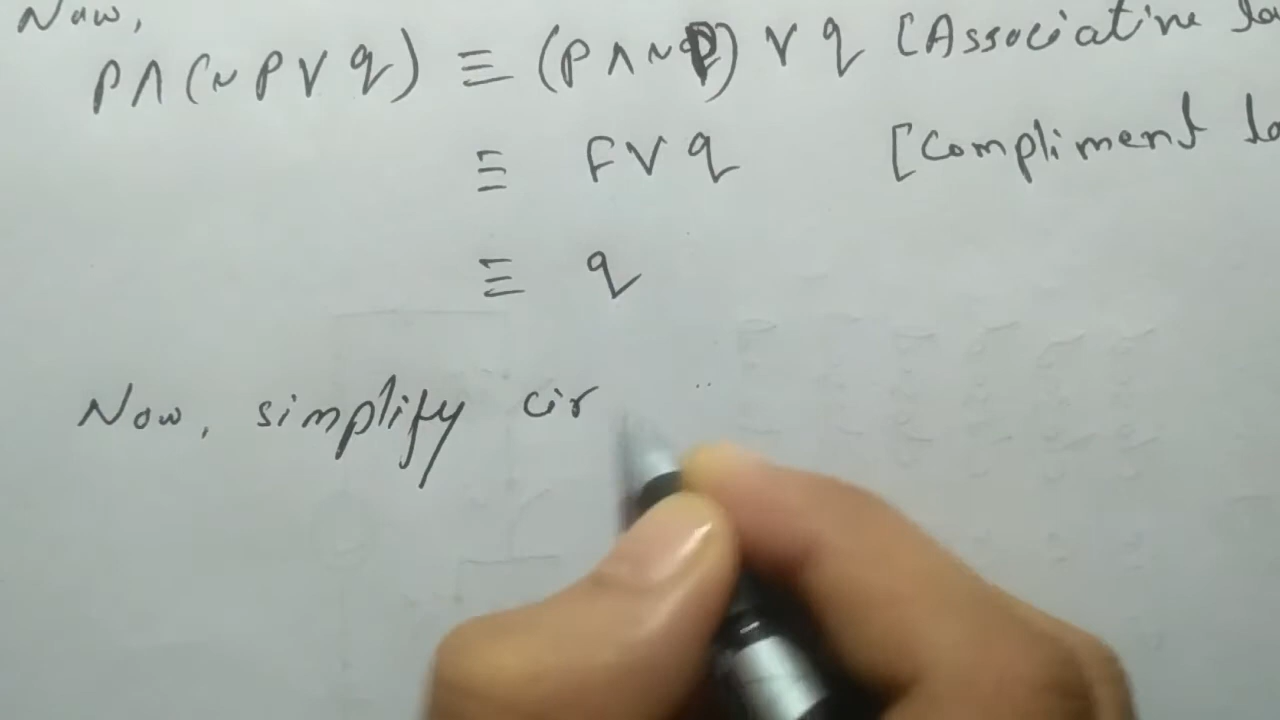 Now,
P∧(~P∨q) ≡ (P∧~P)∨q [Associative la
≡ F∨q [Compliment la
≡ q
Now, simplify cir